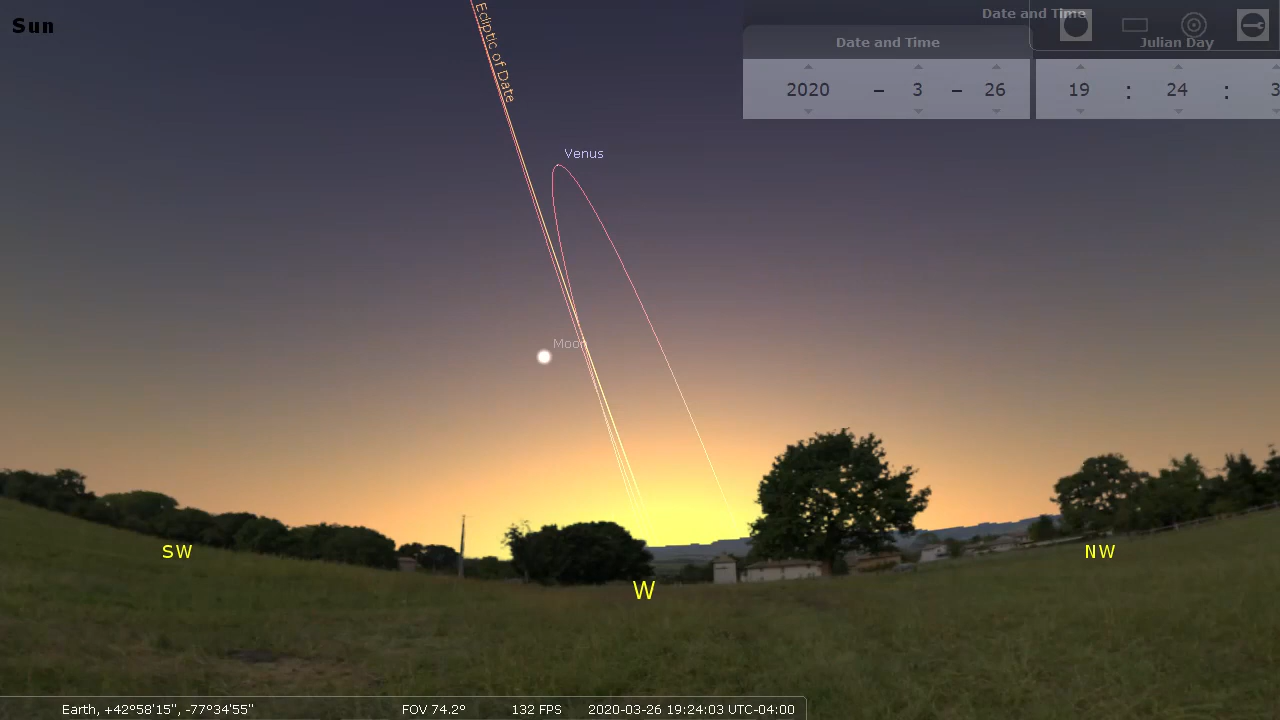 Sun
Date and Time
Date and Time
Julian Day
2020 – 3 – 26
19 : 24 : 3
Ecliptic of Date
Venus
Moon
SW
NW
W
Earth, +42°58'15", -77°34'55"
FOV 74.2°
132 FPS
2020-03-26 19:24:03 UTC-04:00